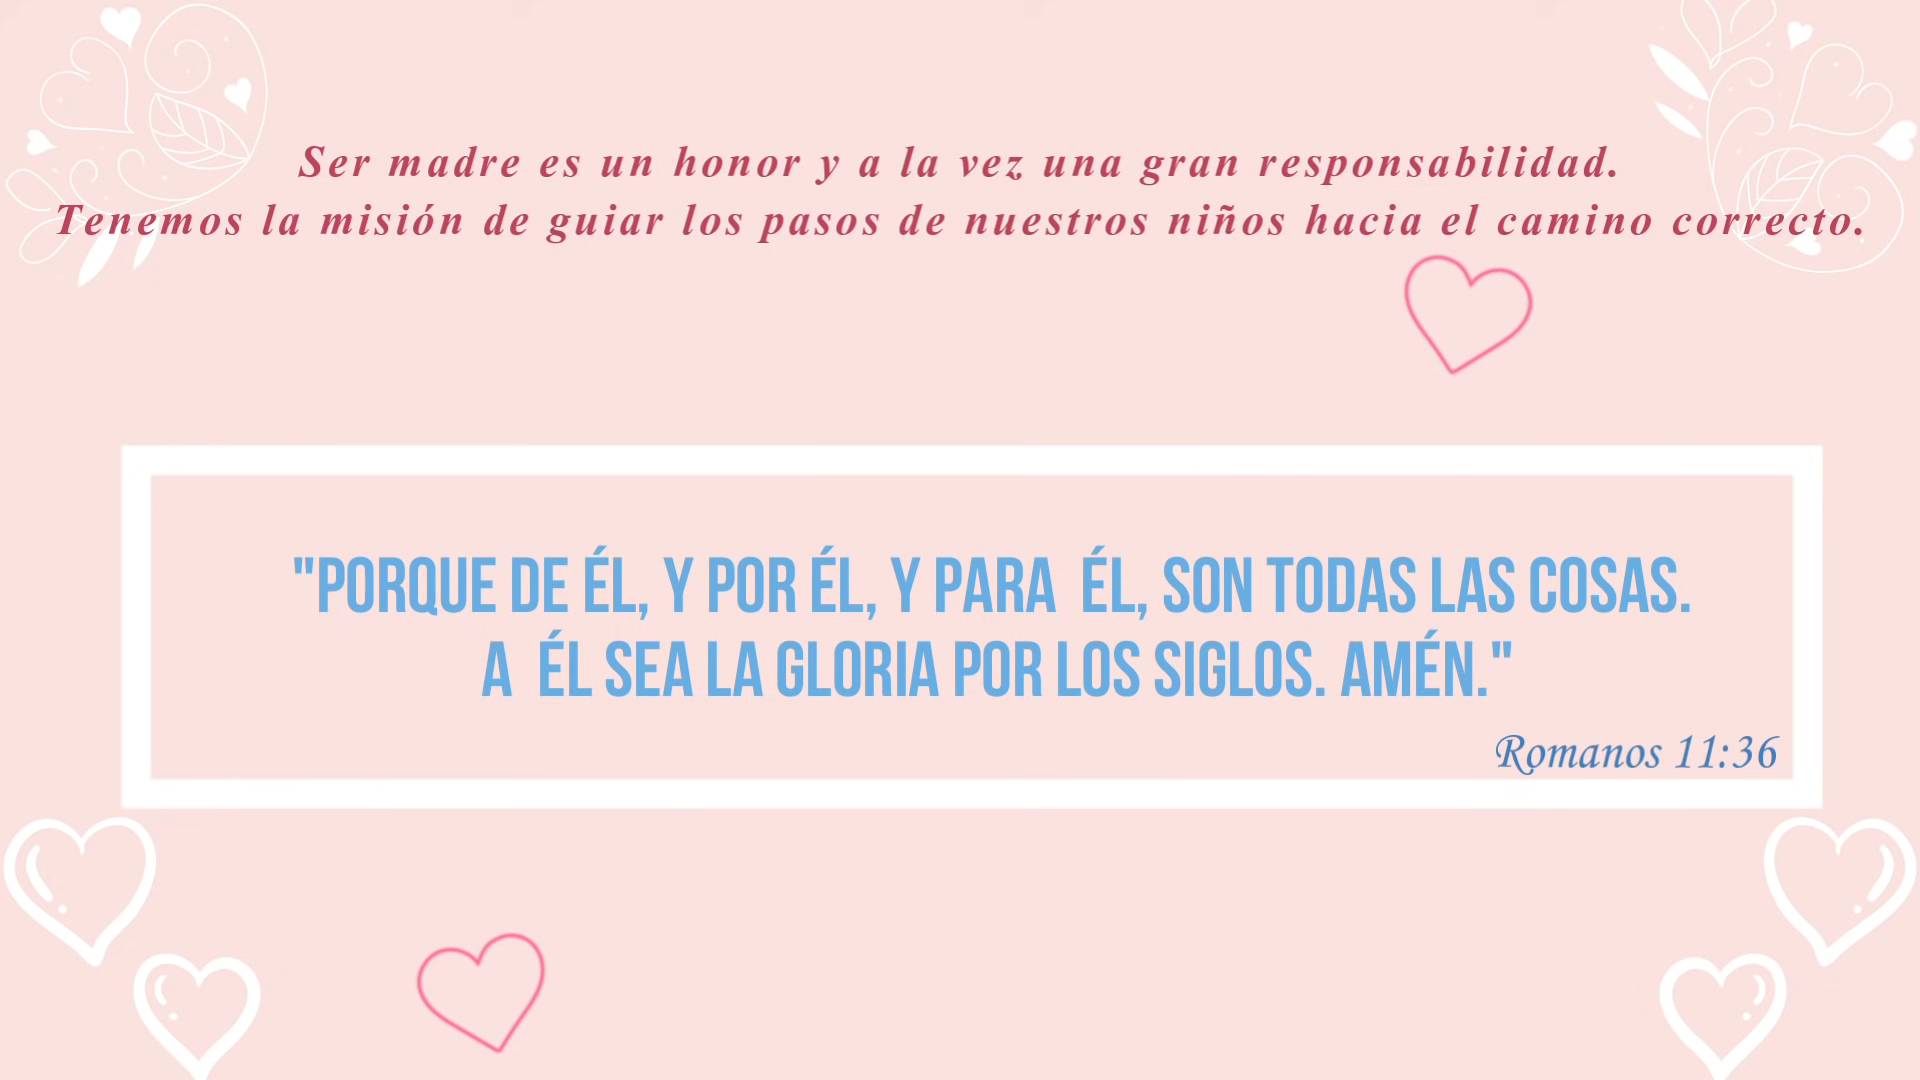 Ser madre es un honor y a la vez una gran responsabilidad.
Tenemos la misión de guiar los pasos de nuestros niños hacia el camino correcto.
"PORQUE DE ÉL, Y POR ÉL, Y PARA ÉL, SON TODAS LAS COSAS.
A ÉL SEA LA GLORIA POR LOS SIGLOS. AMÉN."
Romanos 11:36